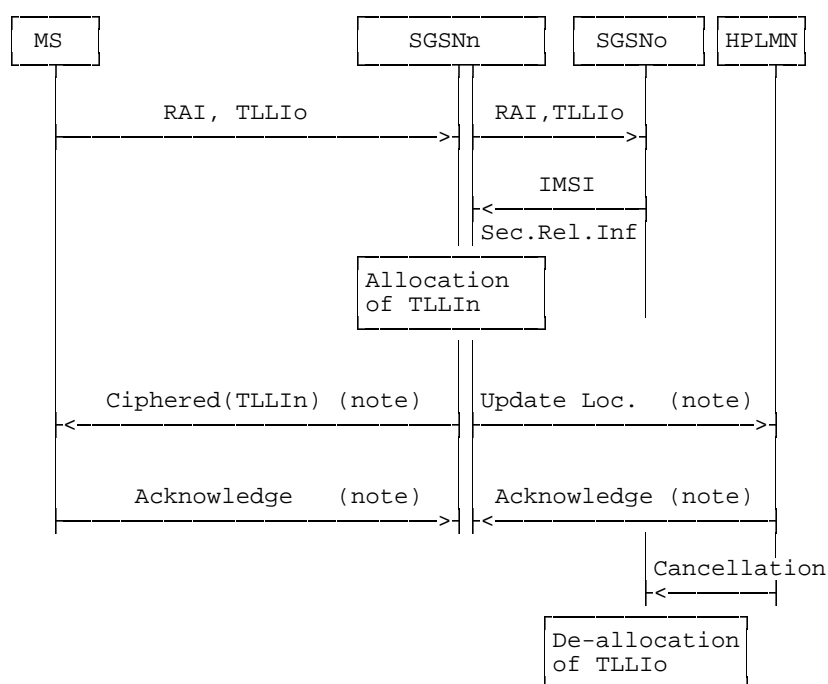 MS SGSNn SGSNo HPLMN
RAI, TLLIo RAI,TLLIo
IMSI
Sec.Rel.Inf
Allocation
of TLLIn
Ciphered(TLLIn) (note) Update Loc. (note)
Acknowledge (note) Acknowledge (note)
Cancellation
De-allocation
of TLLIo